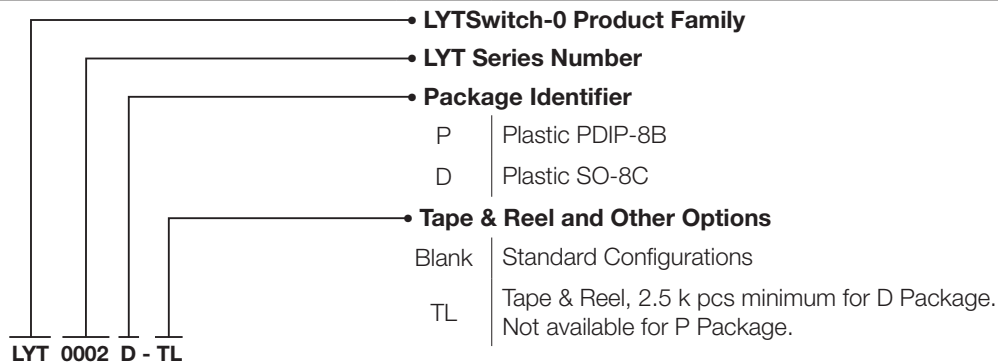 LYTSwitch-0 Product Family
LYT Series Number
Package Identifier
P Plastic PDIP-8B
D Plastic SO-8C
Tape & Reel and Other Options
Blank Standard Configurations
TL Tape & Reel, 2.5 k pcs minimum for D Package.
Not available for P Package.
LYT 0002 D - TL